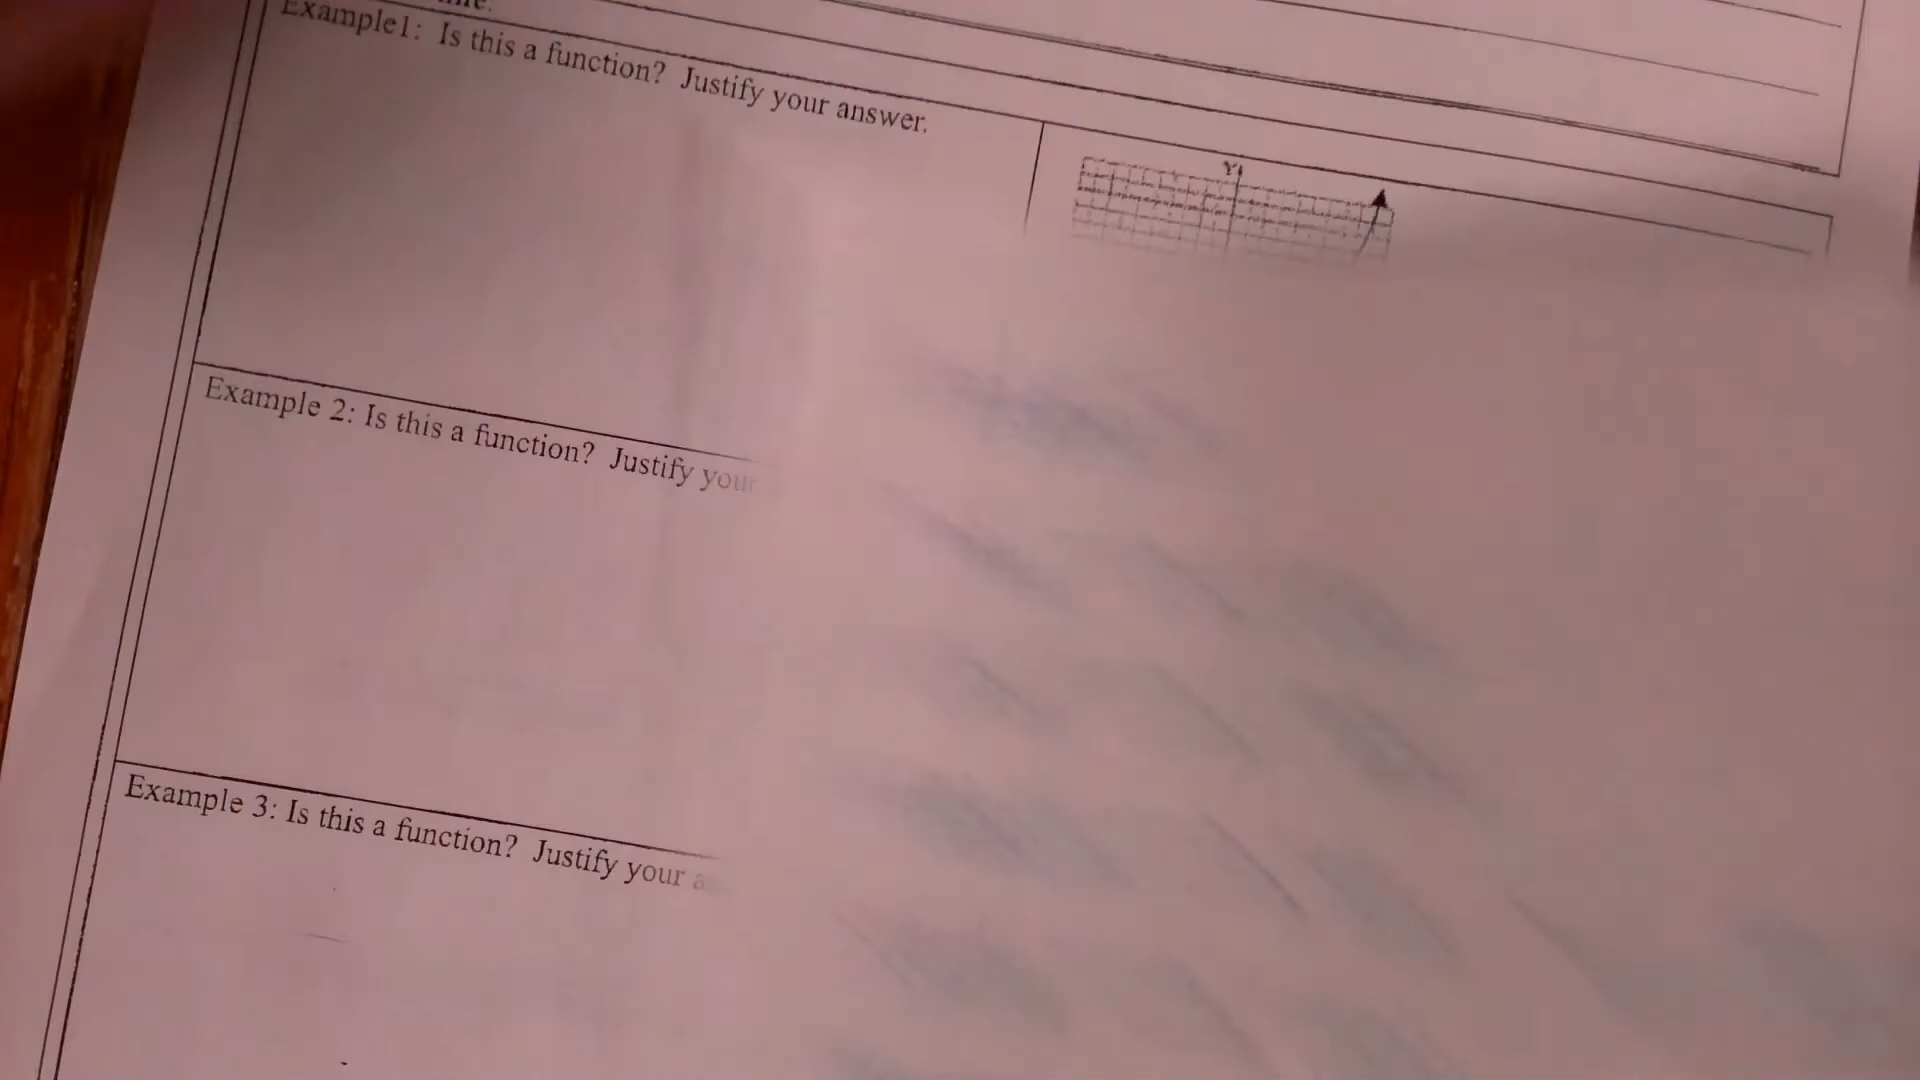 Example1: Is this a function? Justify your answer.
Y
Example 2: Is this a function? Justify your
Example 3: Is this a function? Justify your